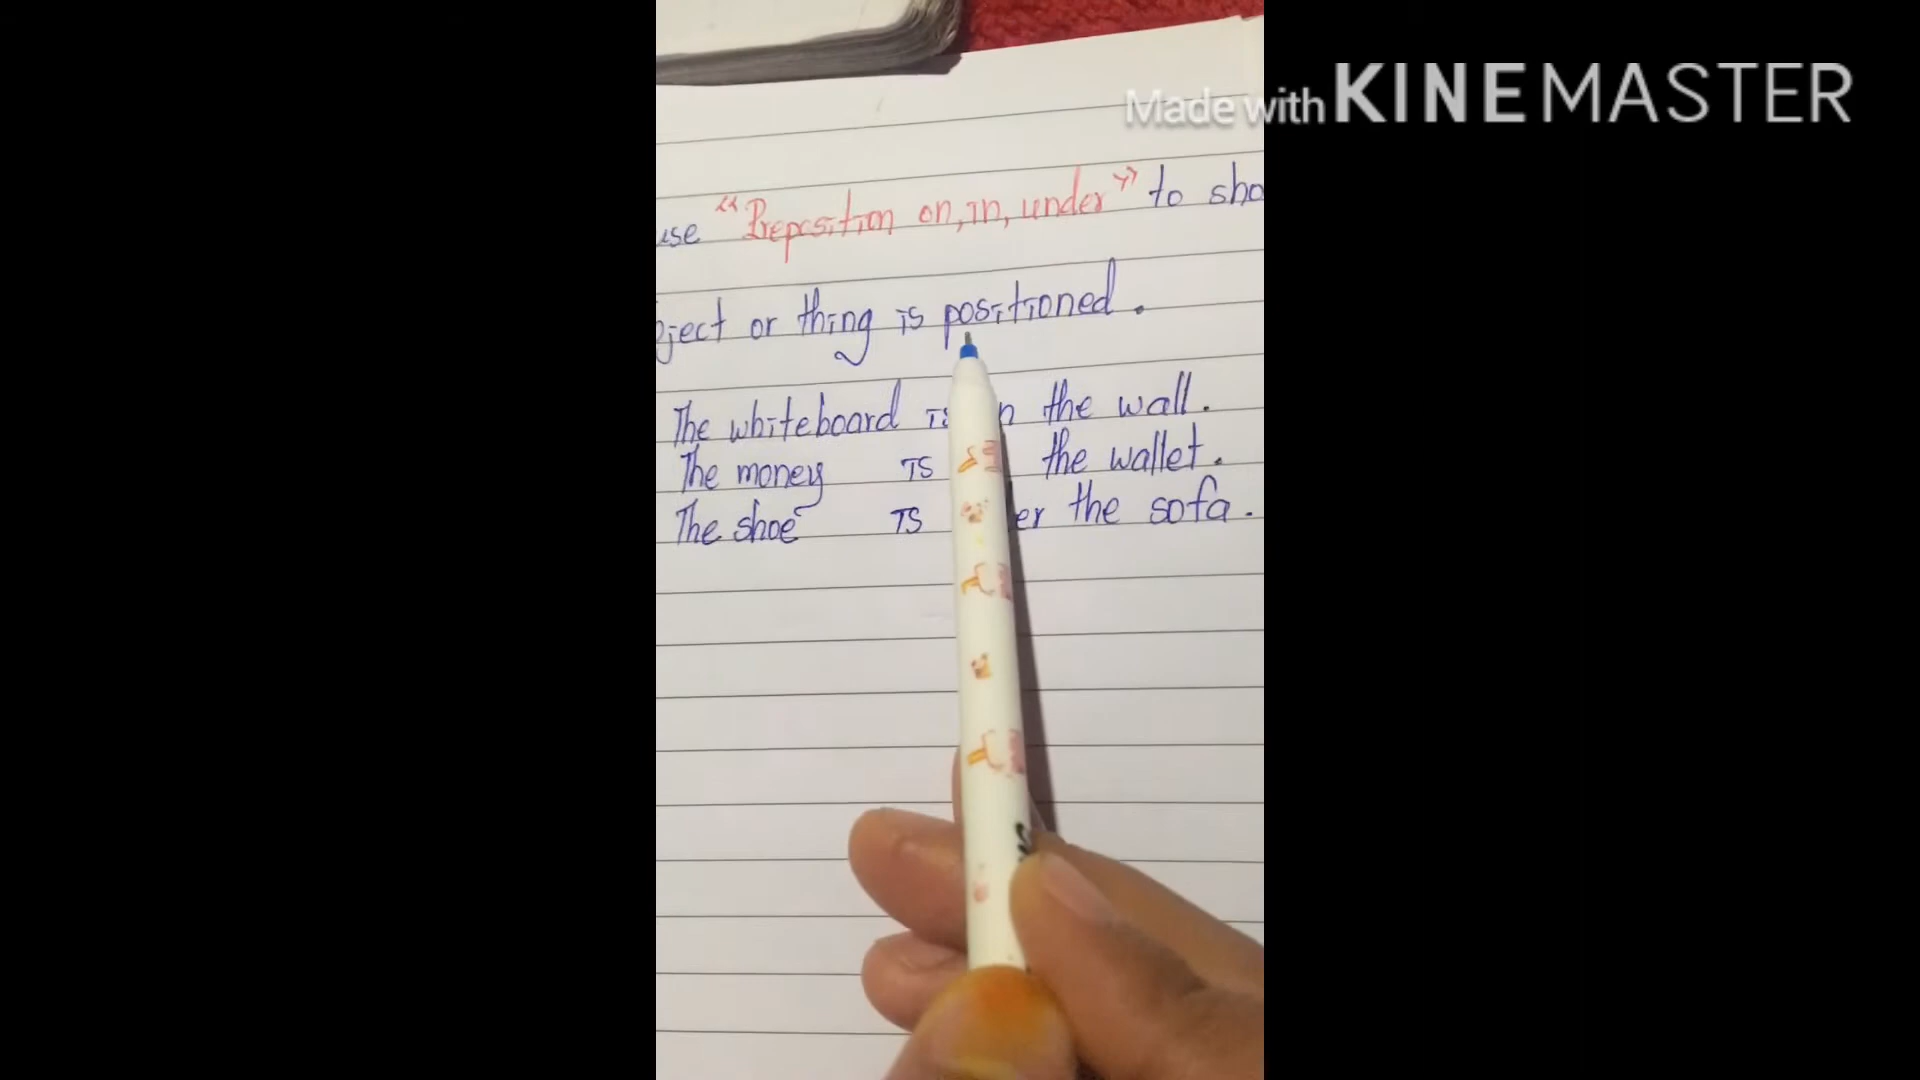 Made with KINEMASTER
use "Preposition on, in, under" to sho
ject or thing is positioned.
The whiteboard is the wall.
The money is the wallet.
The shoe is er the sofa.